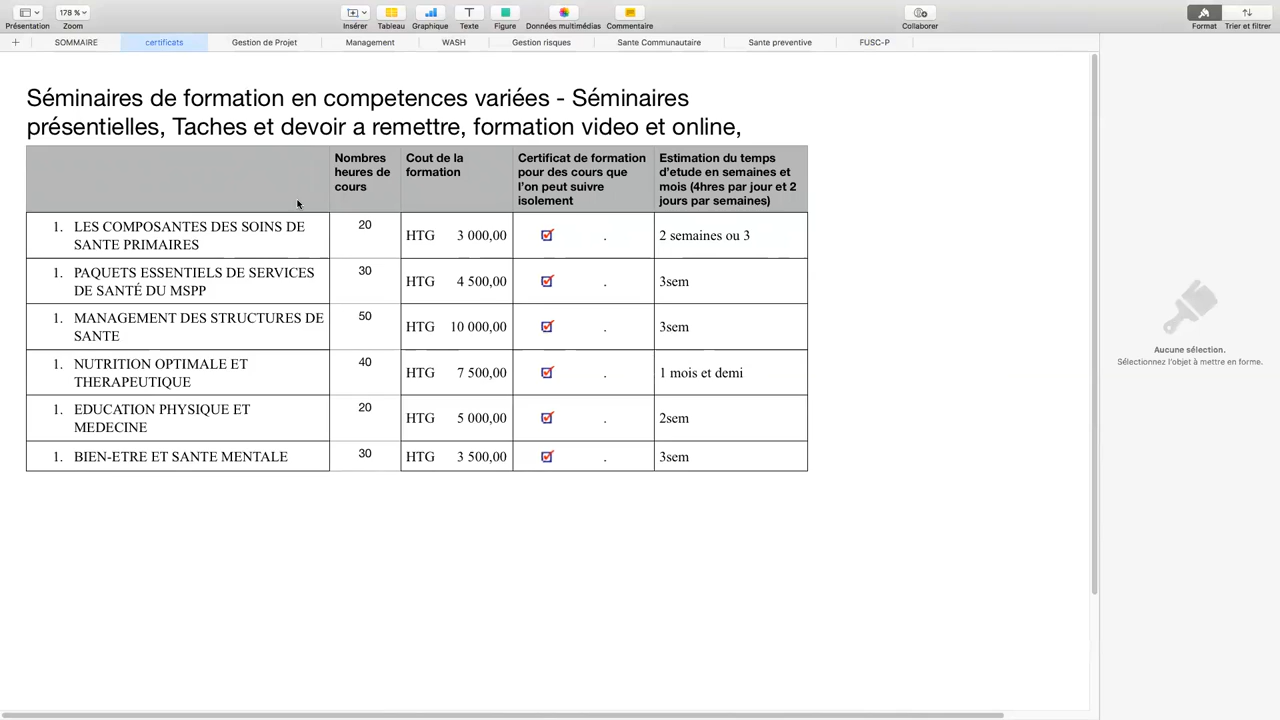 178 %
Présentation Zoom Insérer Tableau Graphique Texte Figure Données multimédias Commentaire Collaborer Format Trier et filtrer
SOMMAIRE certificats Gestion de Projet Management WASH Gestion risques Sante Communautaire Sante preventive FUSC-P
Séminaires de formation en competences variées - Séminaires
présentielles, Taches et devoir a remettre, formation video et online,
Nombres
heures de
cours
Cout de la
formation
Certificat de formation
pour des cours que
l'on peut suivre
isolement
Estimation du temps
d'etude en semaines et
mois (4hres par jour et 2
jours par semaines)
1. LES COMPOSANTES DES SOINS DE
SANTE PRIMAIRES
20
HTG 3 000,00
.
2 semaines ou 3
1. PAQUETS ESSENTIELS DE SERVICES
DE SANTÉ DU MSPP
30
HTG 4 500,00
.
3sem
1. MANAGEMENT DES STRUCTURES DE
SANTE
50
HTG 10 000,00
.
3sem
1. NUTRITION OPTIMALE ET
THERAPEUTIQUE
40
HTG 7 500,00
.
1 mois et demi
1. EDUCATION PHYSIQUE ET
MEDECINE
20
HTG 5 000,00
.
2sem
1. BIEN-ETRE ET SANTE MENTALE
30
HTG 3 500,00
.
3sem
Aucune sélection.
Sélectionnez l'objet à mettre en forme.